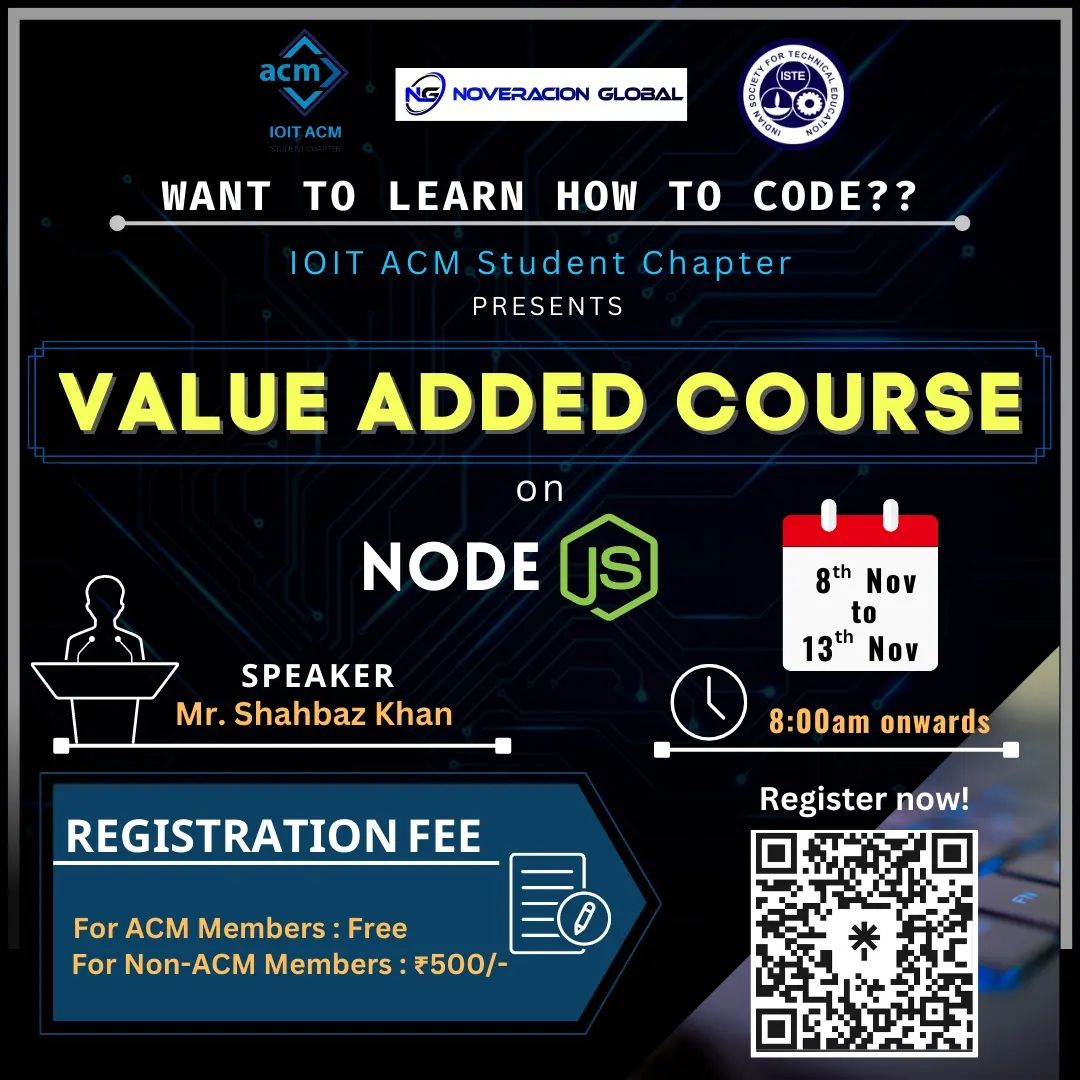 acm
IOIT ACM
STUDENT CHAPTER
NG NOVERACION GLOBAL
INDIAN SOCIETY FOR TECHNICAL EDUCATION
ISTE
WANT TO LEARN HOW TO CODE??
IOIT ACM Student Chapter
PRESENTS
VALUE ADDED COURSE
on
NODE JS
8th Nov
to
13th Nov
SPEAKER
Mr. Shahbaz Khan
8:00am onwards
Register now!
REGISTRATION FEE
For ACM Members : Free
For Non-ACM Members : ₹500/-
FN